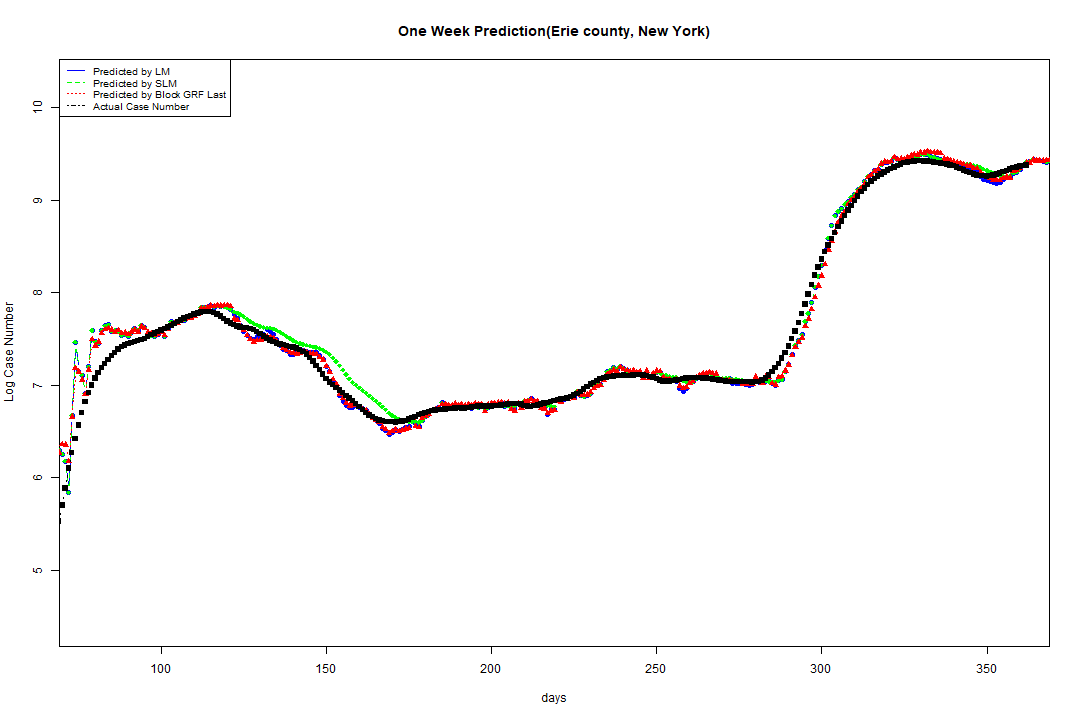 One Week Prediction(Erie county, New York)
Predicted by LM
Predicted by SLM
Predicted by Block GRF Last
Actual Case Number
Log Case Number
10
9
8
7
6
5
100 150 200 250 300 350
days